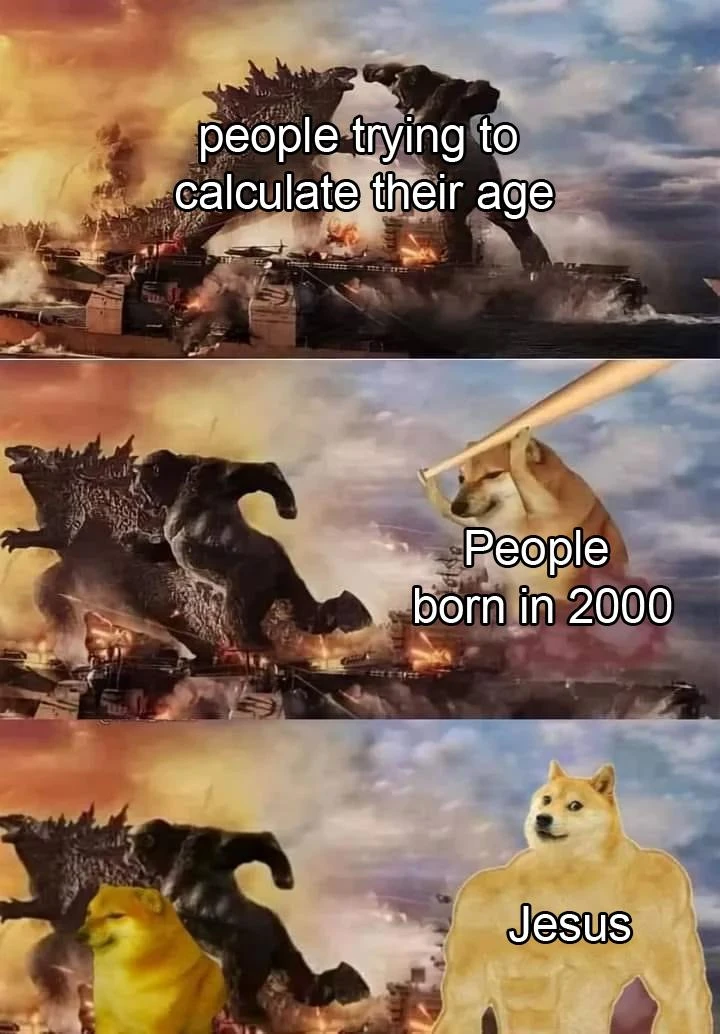 people trying to
calculate their age
People
born in 2000
Jesus